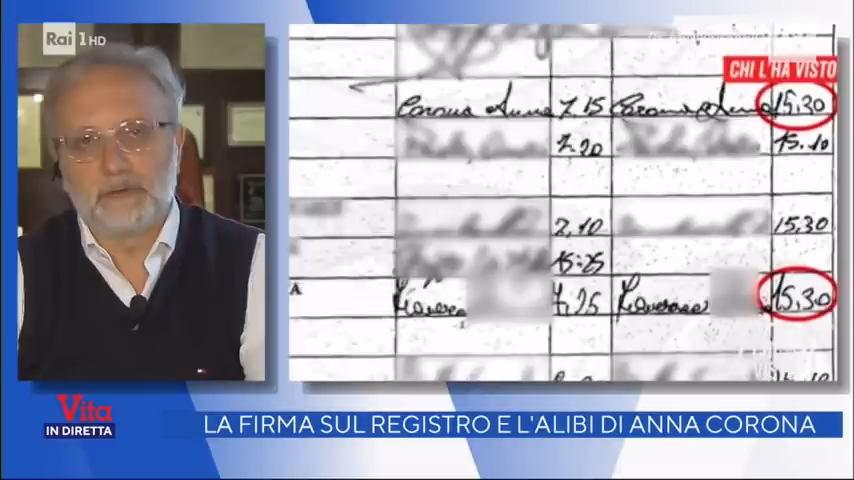 Rai 1 HD
CHI L'HA VISTO
Corona Anna 7.15 Corona Anna 15.30
7.20 15.10
7.10 15.30
15.25
A 7.25 15.30
Vita
IN DIRETTA
LA FIRMA SUL REGISTRO E L'ALIBI DI ANNA CORONA